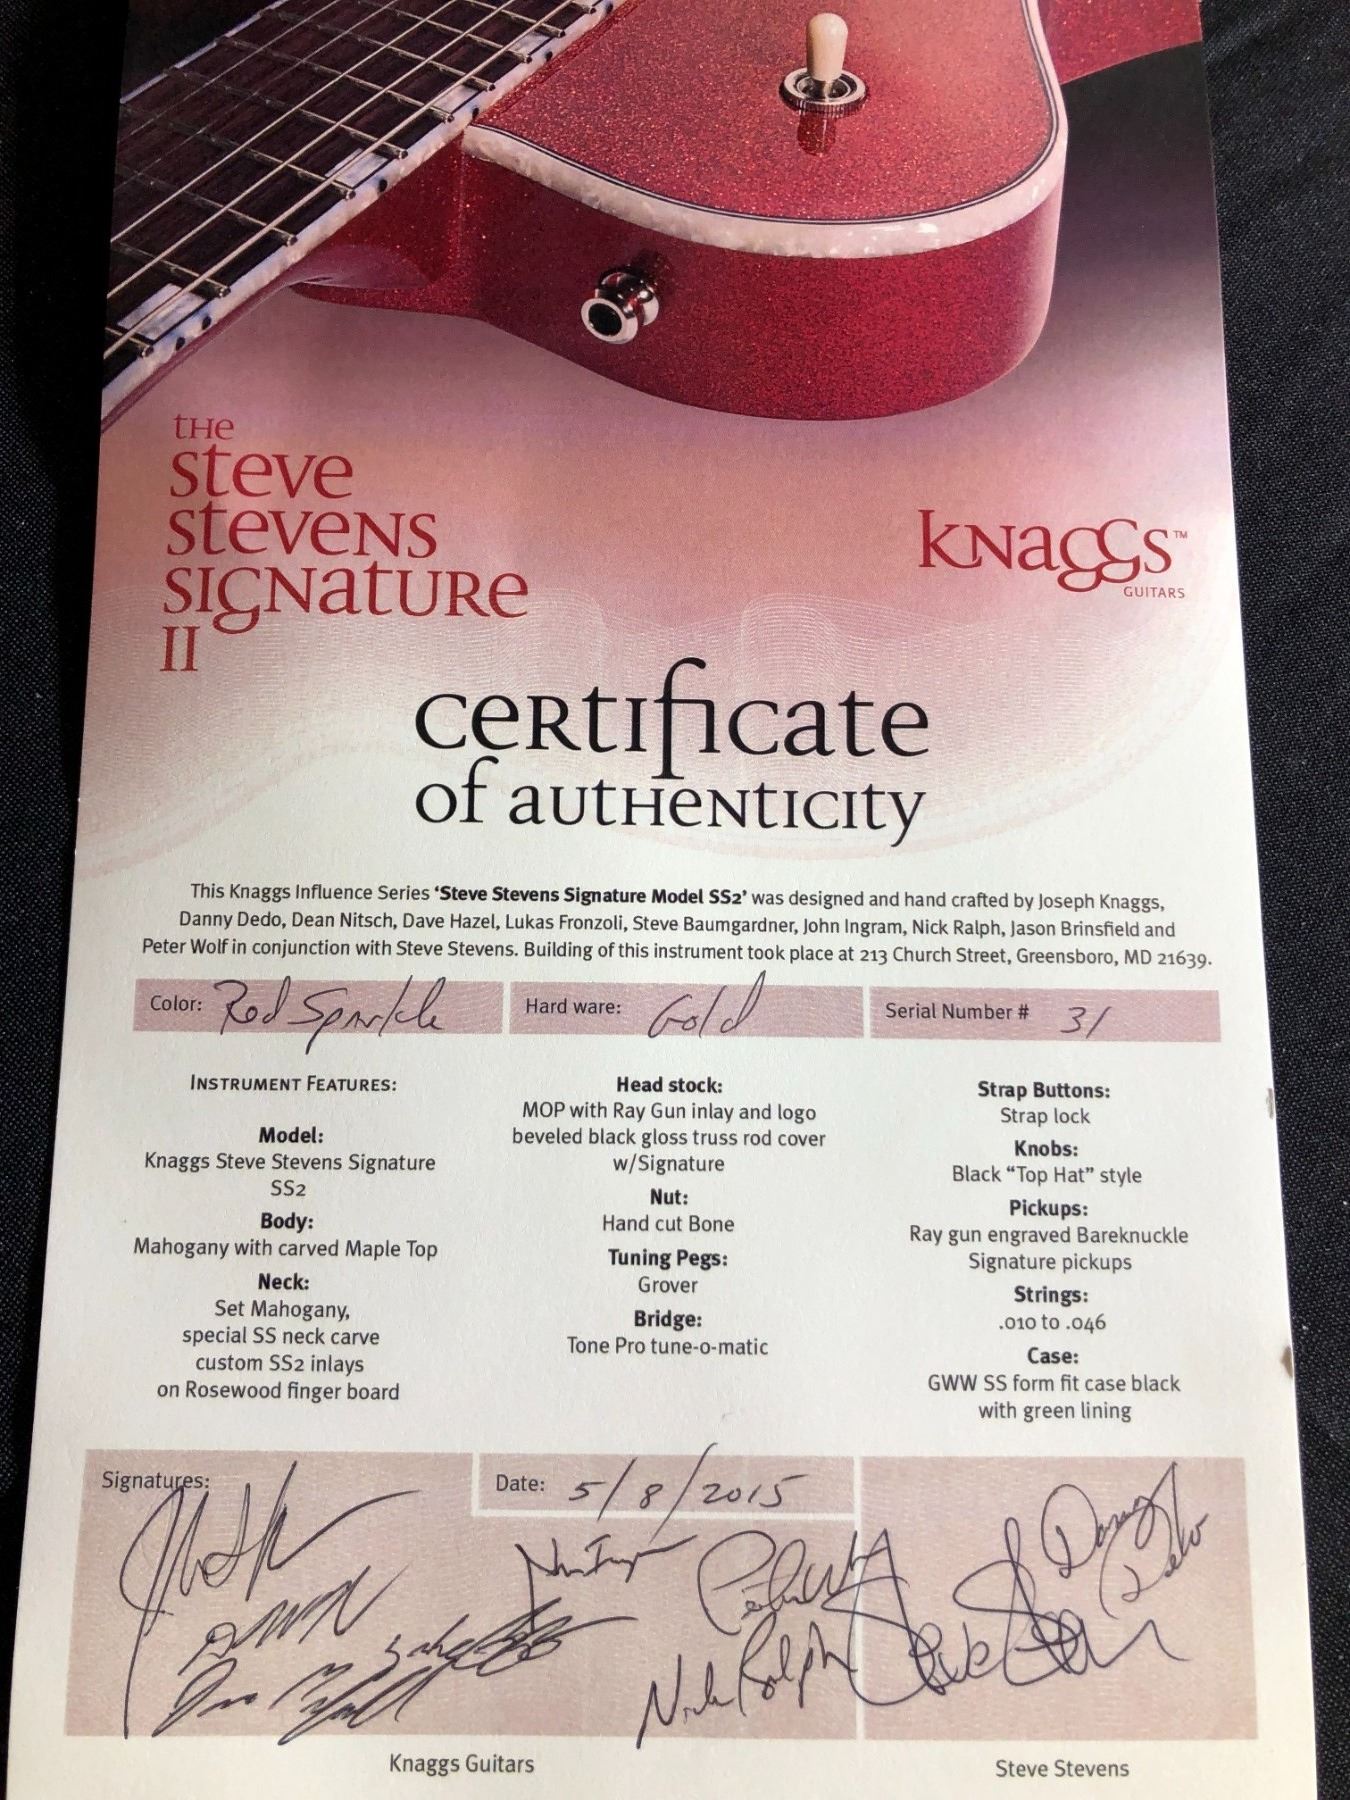 THE
steve
stevens
SIGNature
II
KNaGGS™
GUITARS
certificate
of authenticity
This Knaggs Influence Series ‘Steve Stevens Signature Model SS2’ was designed and hand crafted by Joseph Knaggs,
Danny Dedo, Dean Nitsch, Dave Hazel, Lukas Fronzoli, Steve Baumgardner, John Ingram, Nick Ralph, Jason Brinsfield and
Peter Wolf in conjunction with Steve Stevens. Building of this instrument took place at 213 Church Street, Greensboro, MD 21639.
Color: Red Sparkle
Hard ware: Gold
Serial Number # 31
INSTRUMENT FEATURES:
Model:
Knaggs Steve Stevens Signature
SS2
Body:
Mahogany with carved Maple Top
Neck:
Set Mahogany,
special SS neck carve
custom SS2 inlays
on Rosewood finger board
Head stock:
MOP with Ray Gun inlay and logo
beveled black gloss truss rod cover
w/Signature
Nut:
Hand cut Bone
Tuning Pegs:
Grover
Bridge:
Tone Pro tune-o-matic
Strap Buttons:
Strap lock
Knobs:
Black “Top Hat” style
Pickups:
Ray gun engraved Bareknuckle
Signature pickups
Strings:
.010 to .046
Case:
GWW SS form fit case black
with green lining
Signatures:
Date: 5/8/2015
Danny
Dedo
Nick Ralph
Steve Stevens
Knaggs Guitars
Steve Stevens